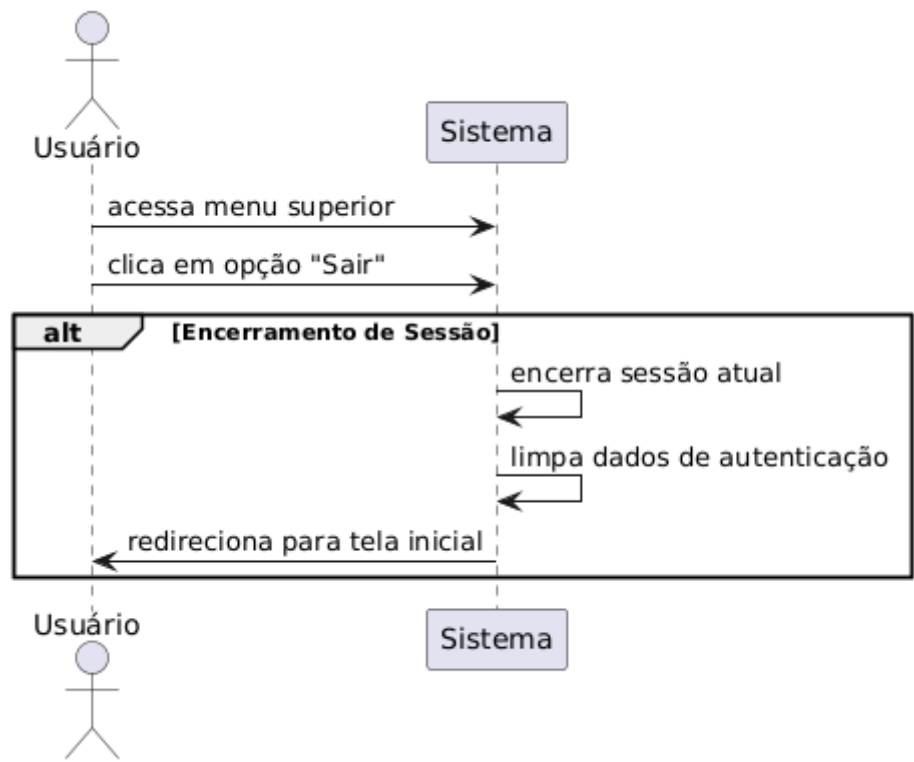 Usuário
Sistema
acessa menu superior
clica em opção "Sair"
alt [Encerramento de Sessão]
encerra sessão atual
limpa dados de autenticação
redireciona para tela inicial
Usuário
Sistema